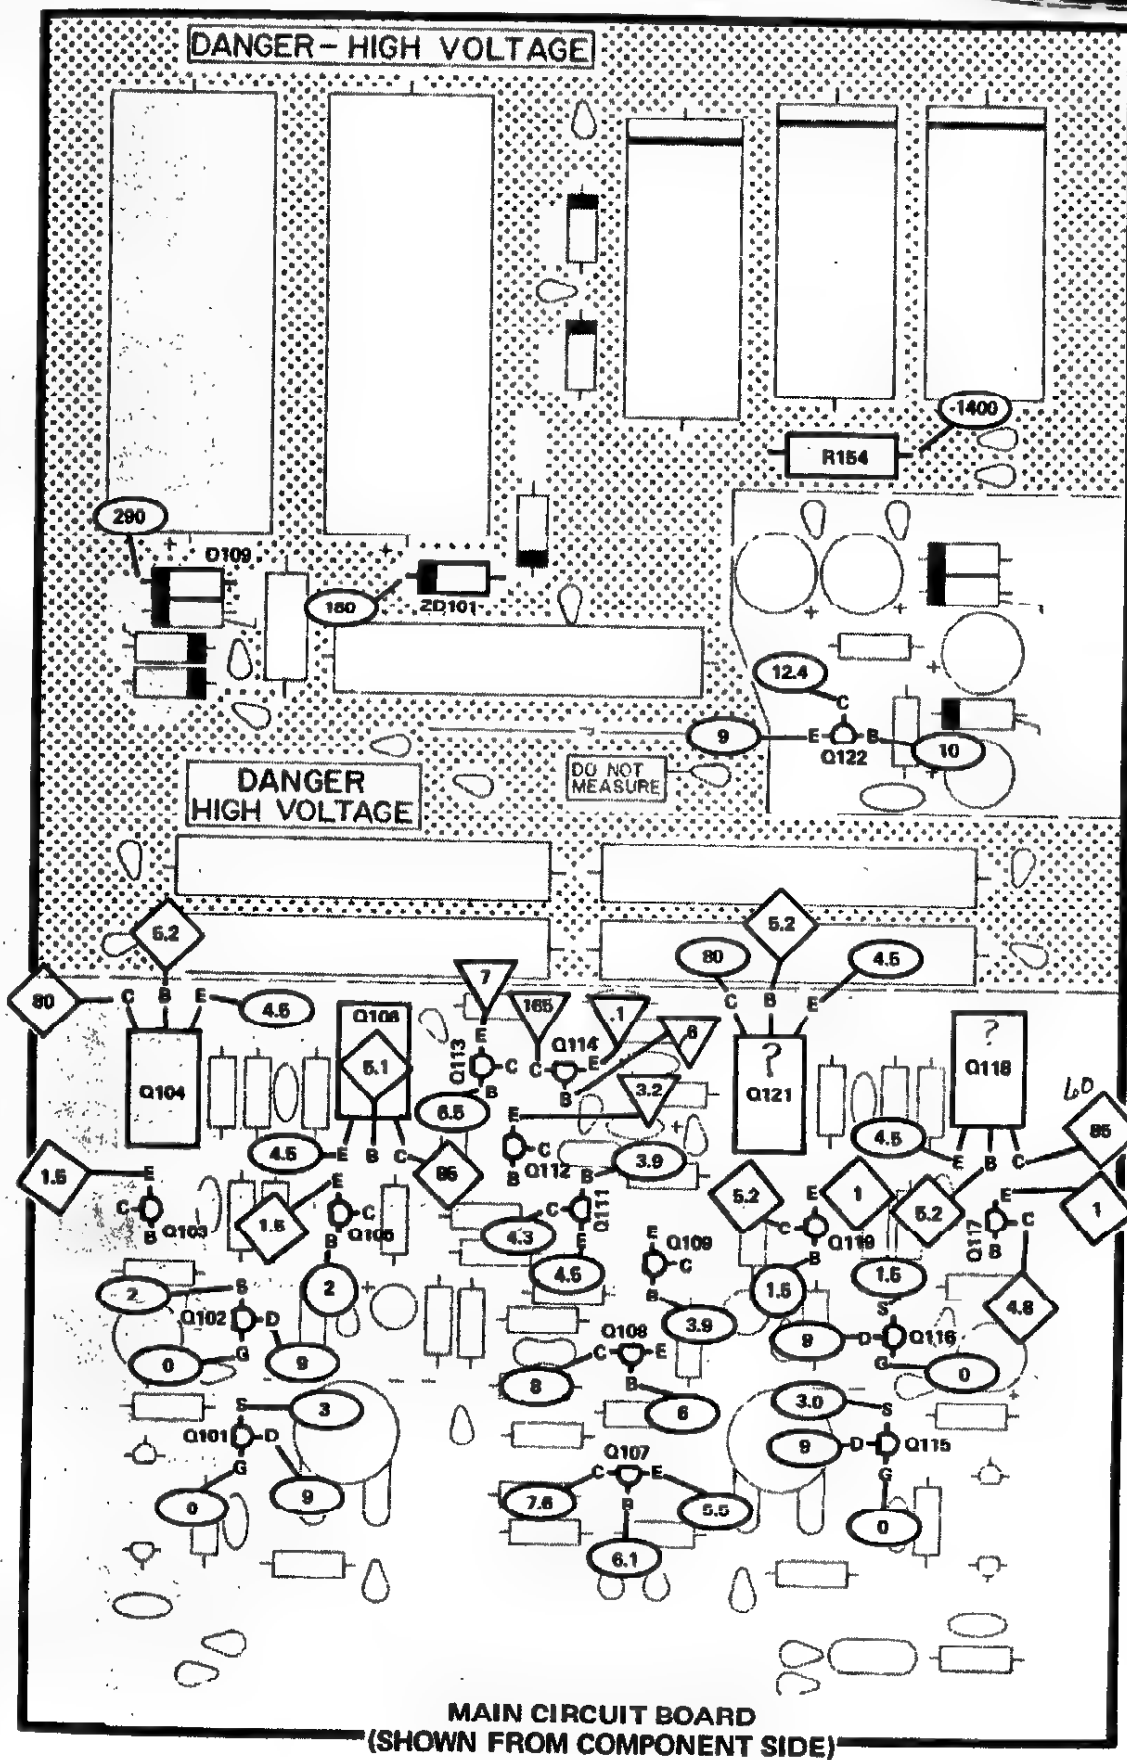 DANGER - HIGH VOLTAGE
-1400
R154
290
D109
160
ZD101
12.4
C
9
E
B
Q122
10
DO NOT
MEASURE
DANGER
HIGH VOLTAGE
5.2
5.2
80
4.5
7
80
C
B
E
4.5
C
B
E
Q106
165
.1
.6
E
Q113
C
B
Q114
C
E
B
?
Q118
5.1
?
Q104
Q121
3.2
60
6.5
E
85
4.5
4.5
E
B
C
C
Q112
B
3.9
B
E
B
C
1.5
E
85
E
5.2
E
1
E
1
C
Q103
B
1.5
C
Q105
B
C
Q111
E
4.3
E
Q109
C
B
C
Q119
B
5.2
Q117
C
B
4.5
2
S
2
1.5
1.5
S
4.8
Q102
D
G
3.9
9
D
Q116
G
0
9
Q108
C
E
B
8
0
S
3
6
3.0
S
Q101
D
G
9
D
Q115
G
Q107
C
E
B
0
9
7.6
5.5
0
6.1
MAIN CIRCUIT BOARD
(SHOWN FROM COMPONENT SIDE)